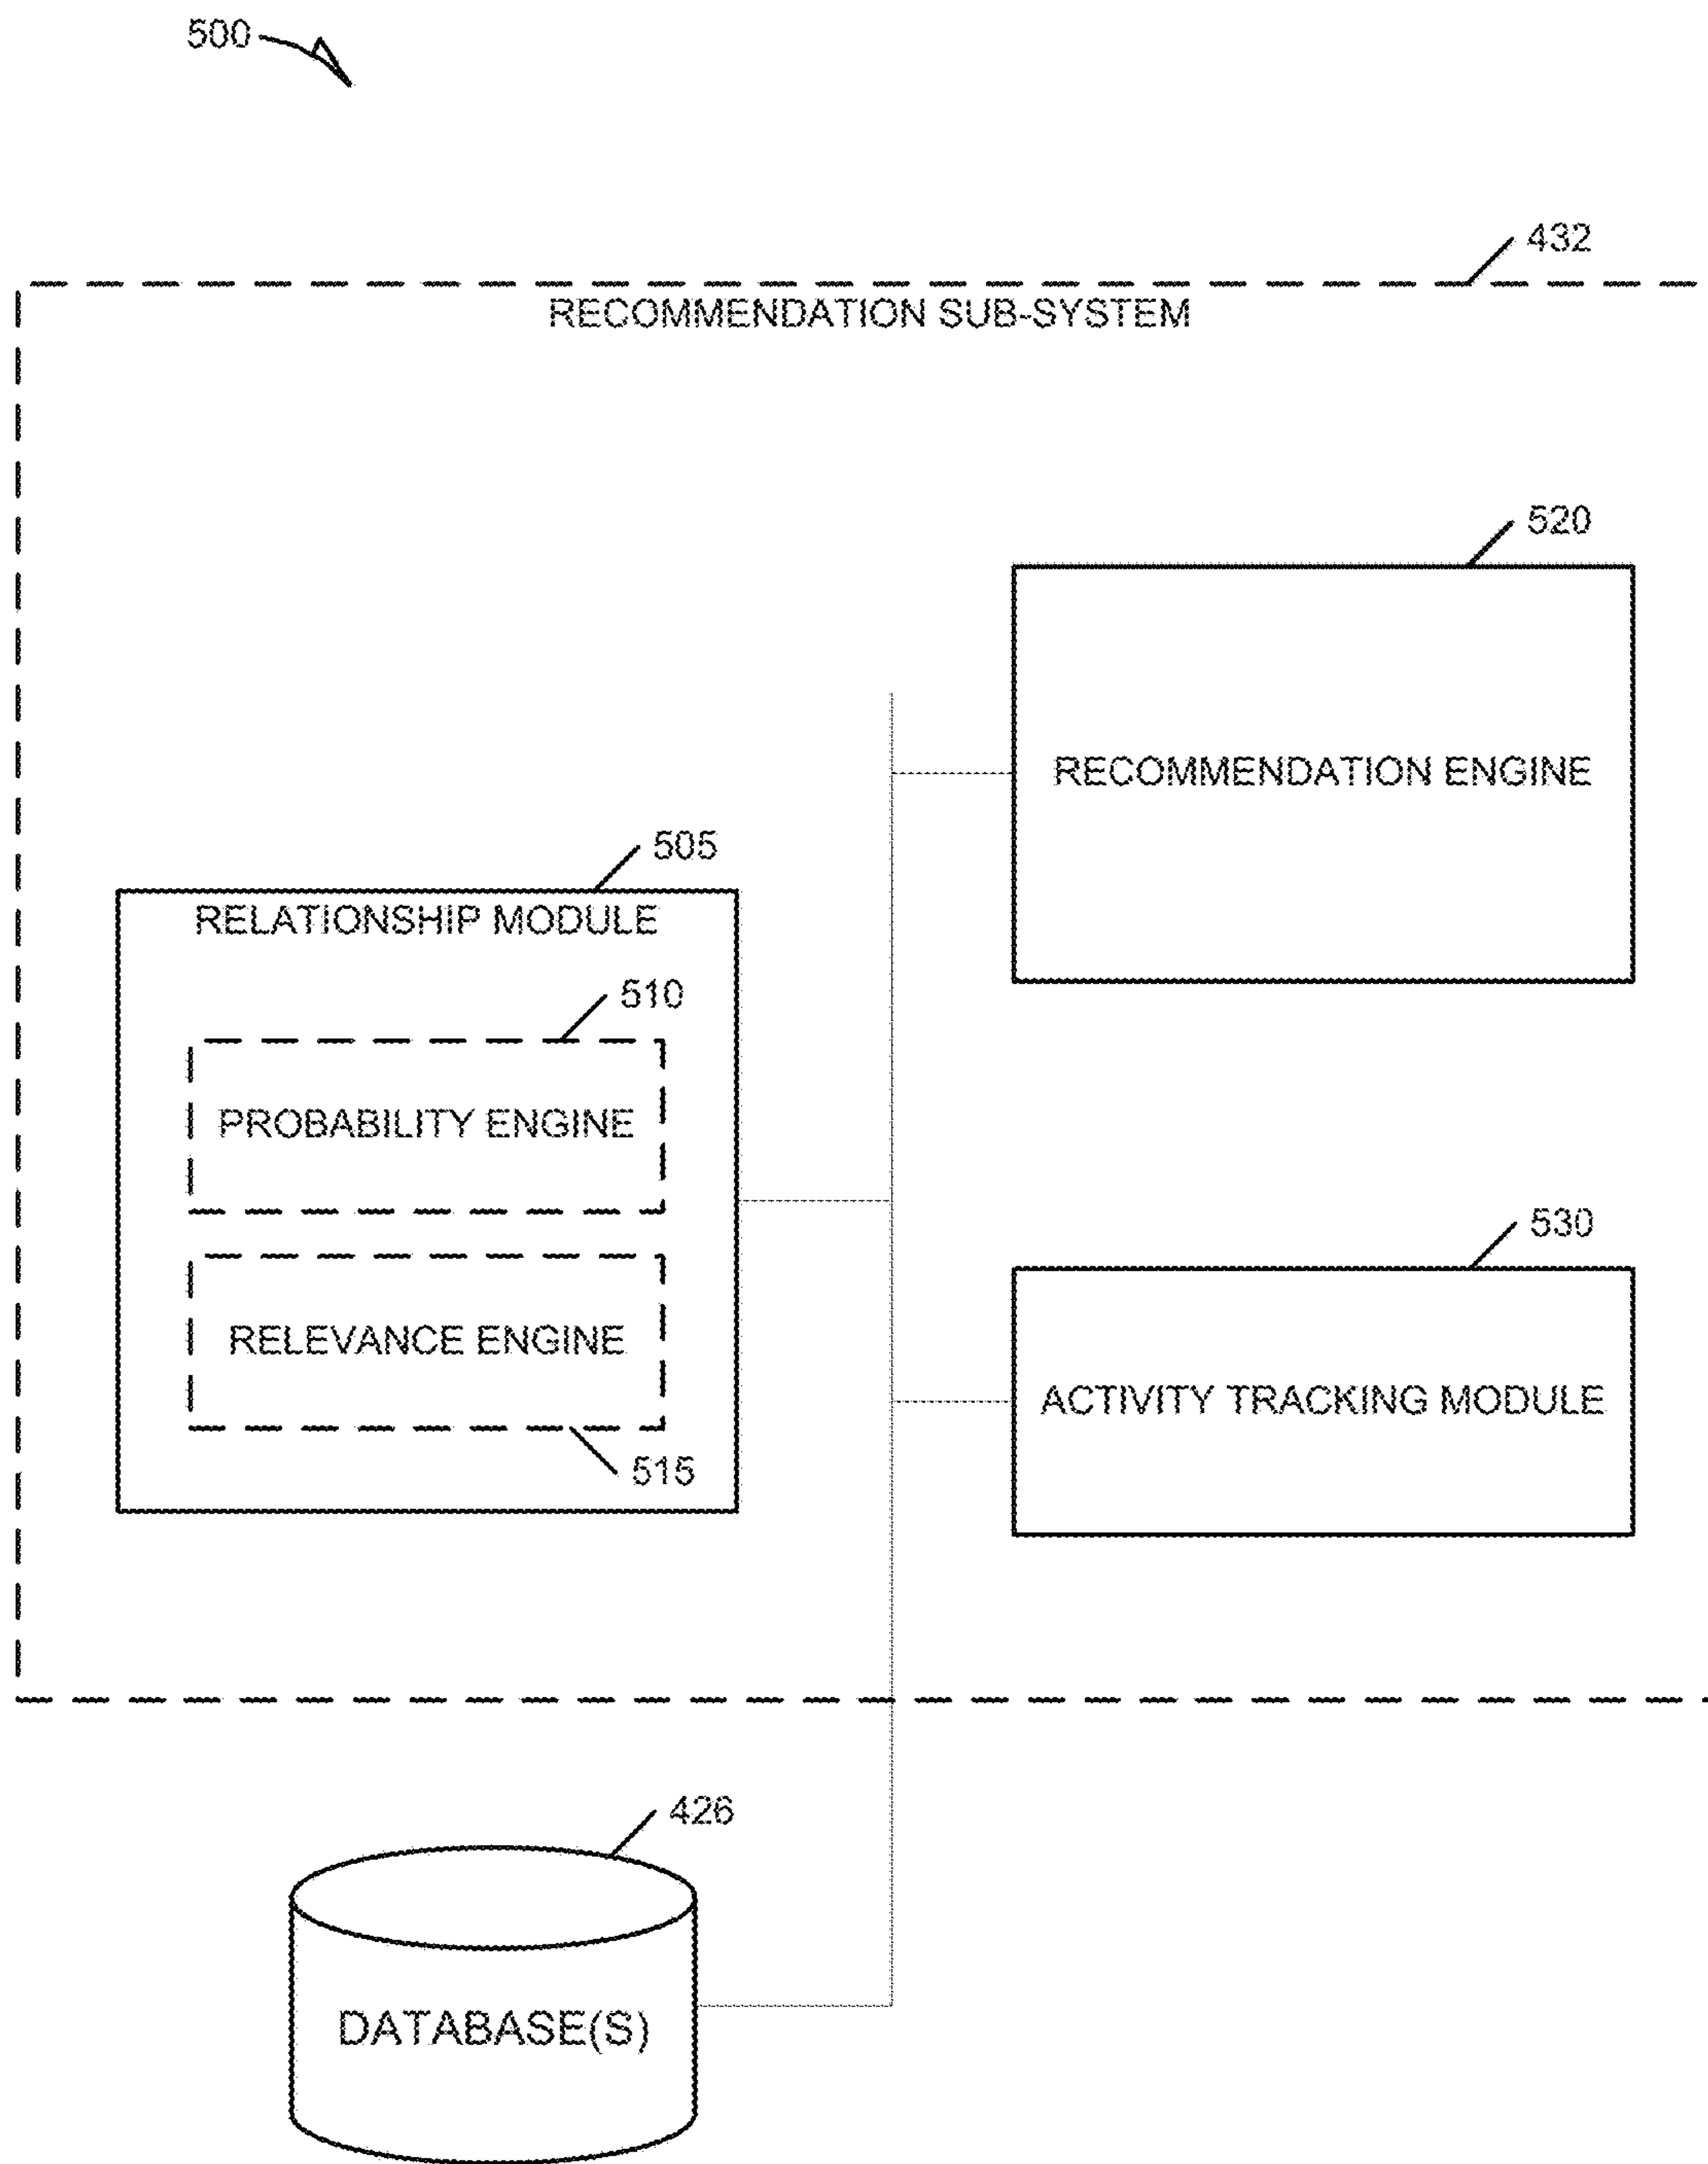 500
432
RECOMMENDATION SUB-SYSTEM
520
RECOMMENDATION ENGINE
505
RELATIONSHIP MODULE
510
PROBABILITY ENGINE
530
RELEVANCE ENGINE
ACTIVITY TRACKING MODULE
515
426
DATABASE(S)